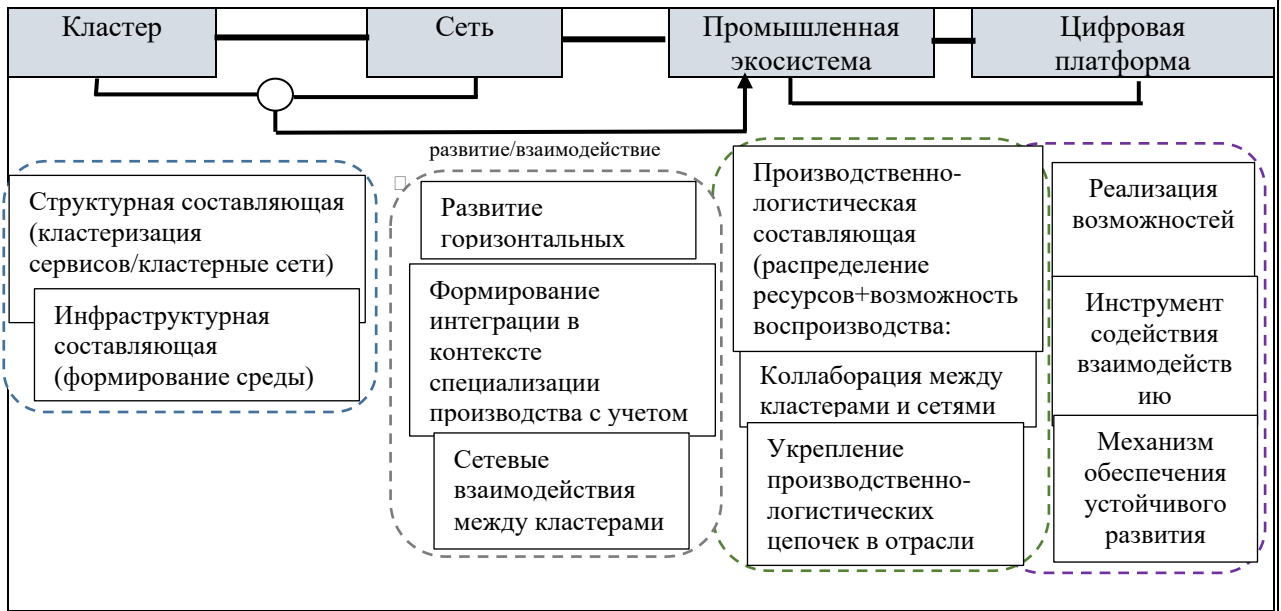 Кластер
Сеть
Промышленная
экосистема
Цифровая
платформа
развитие/взаимодействие
Структурная составляющая
(кластеризация
сервисов/кластерные сети)
Инфраструктурная
составляющая
(формирование среды)
Развитие
горизонтальных
Формирование
интеграции в
контексте
специализации
производства с учетом
Сетевые
взаимодействия
между кластерами
Производственно-
логистическая
составляющая
(распределение
ресурсов+возможность
воспроизводства:
Коллаборация между
кластерами и сетями
Укрепление
производственно-
логистических
цепочек в отрасли
Реализация
возможностей
Инструмент
содействия
взаимодейств
ию
Механизм
обеспечения
устойчивого
развития